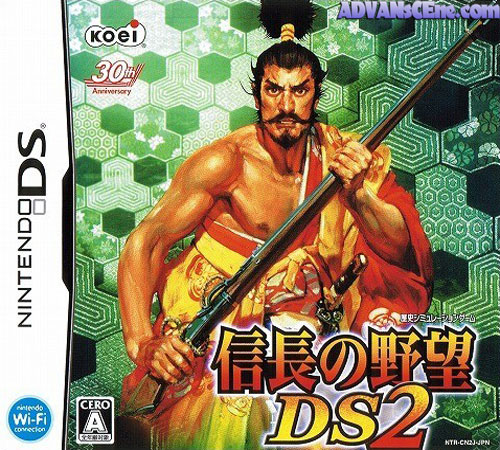 ADVANsCEne.com
KOEI
30th
Anniversary
NINTENDO DS
歴史シミュレーションゲーム
信長の野望
DS2
nintendo
Wi-Fi
connection
CERO
A
全年齢対象
NTR-CN2J-JPN